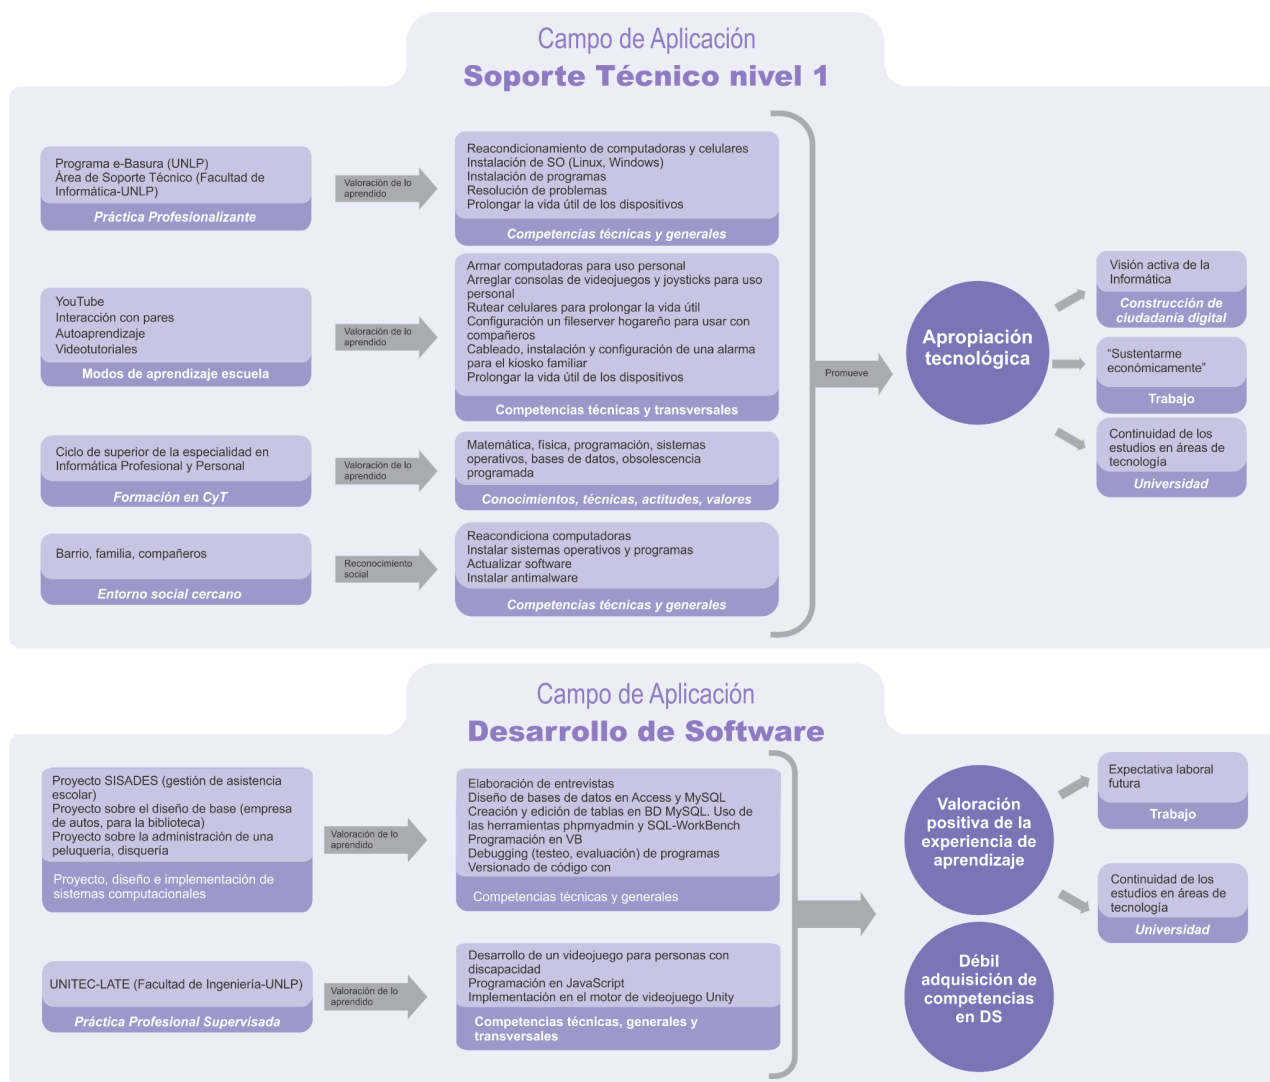 Campo de Aplicación
Soporte Técnico nivel 1
Programa e-Basura (UNLP)
Área de Soporte Técnico (Facultad de
Informática-UNLP)
Práctica Profesionalizante
Valoración de lo
aprendido
Reacondicionamiento de computadoras y celulares
Instalación de SO (Linux, Windows)
Instalación de programas
Resolución de problemas
Prolongar la vida útil de los dispositivos
Competencias técnicas y generales
YouTube
Interacción con pares
Autoaprendizaje
Videotutoriales
Modos de aprendizaje escuela
Valoración de lo
aprendido
Armar computadoras para uso personal
Arreglar consolas de videojuegos y joysticks para uso
personal
Rutear celulares para prolongar la vida útil
Configuración un fileserver hogareño para usar con
compañeros
Cableado, instalación y configuración de una alarma
para el kiosko familiar
Prolongar la vida útil de los dispositivos
Competencias técnicas y transversales
Ciclo de superior de la especialidad en
Informática Profesional y Personal
Formación en CyT
Valoración de lo
aprendido
Matemática, física, programación, sistemas
operativos, bases de datos, obsolescencia
programada
Conocimientos, técnicas, actitudes, valores
Barrio, familia, compañeros
Entorno social cercano
Reconocimiento
social
Reacondiciona computadoras
Instalar sistemas operativos y programas
Actualizar software
Instalar antimalware
Competencias técnicas y generales
Promueve
Apropiación
tecnológica
Visión activa de la
Informática
Construcción de
ciudadanía digital
“Sustentarme
económicamente”
Trabajo
Continuidad de los
estudios en áreas de
tecnología
Universidad
Campo de Aplicación
Desarrollo de Software
Proyecto SISADES (gestión de asistencia
escolar)
Proyecto sobre el diseño de base (empresa
de autos, para la biblioteca)
Proyecto sobre la administración de una
peluquería, disquería
Proyecto, diseño e implementación de
sistemas computacionales
Valoración de lo
aprendido
Elaboración de entrevistas
Diseño de bases de datos en Access y MySQL
Creación y edición de tablas en BD MySQL. Uso de
las herramientas phpmyadmin y SQL-WorkBench
Programación en VB
Debugging (testeo, evaluación) de programas
Versionado de código con
Competencias técnicas y generales
UNITEC-LATE (Facultad de Ingeniería-UNLP)
Práctica Profesional Supervisada
Valoración de lo
aprendido
Desarrollo de un videojuego para personas con
discapacidad
Programación en JavaScript
Implementación en el motor de videojuego Unity
Competencias técnicas, generales y
transversales
Valoración
positiva de la
experiencia de
aprendizaje
Débil
adquisición de
competencias
en DS
Expectativa laboral
futura
Trabajo
Continuidad de los
estudios en áreas de
tecnología
Universidad